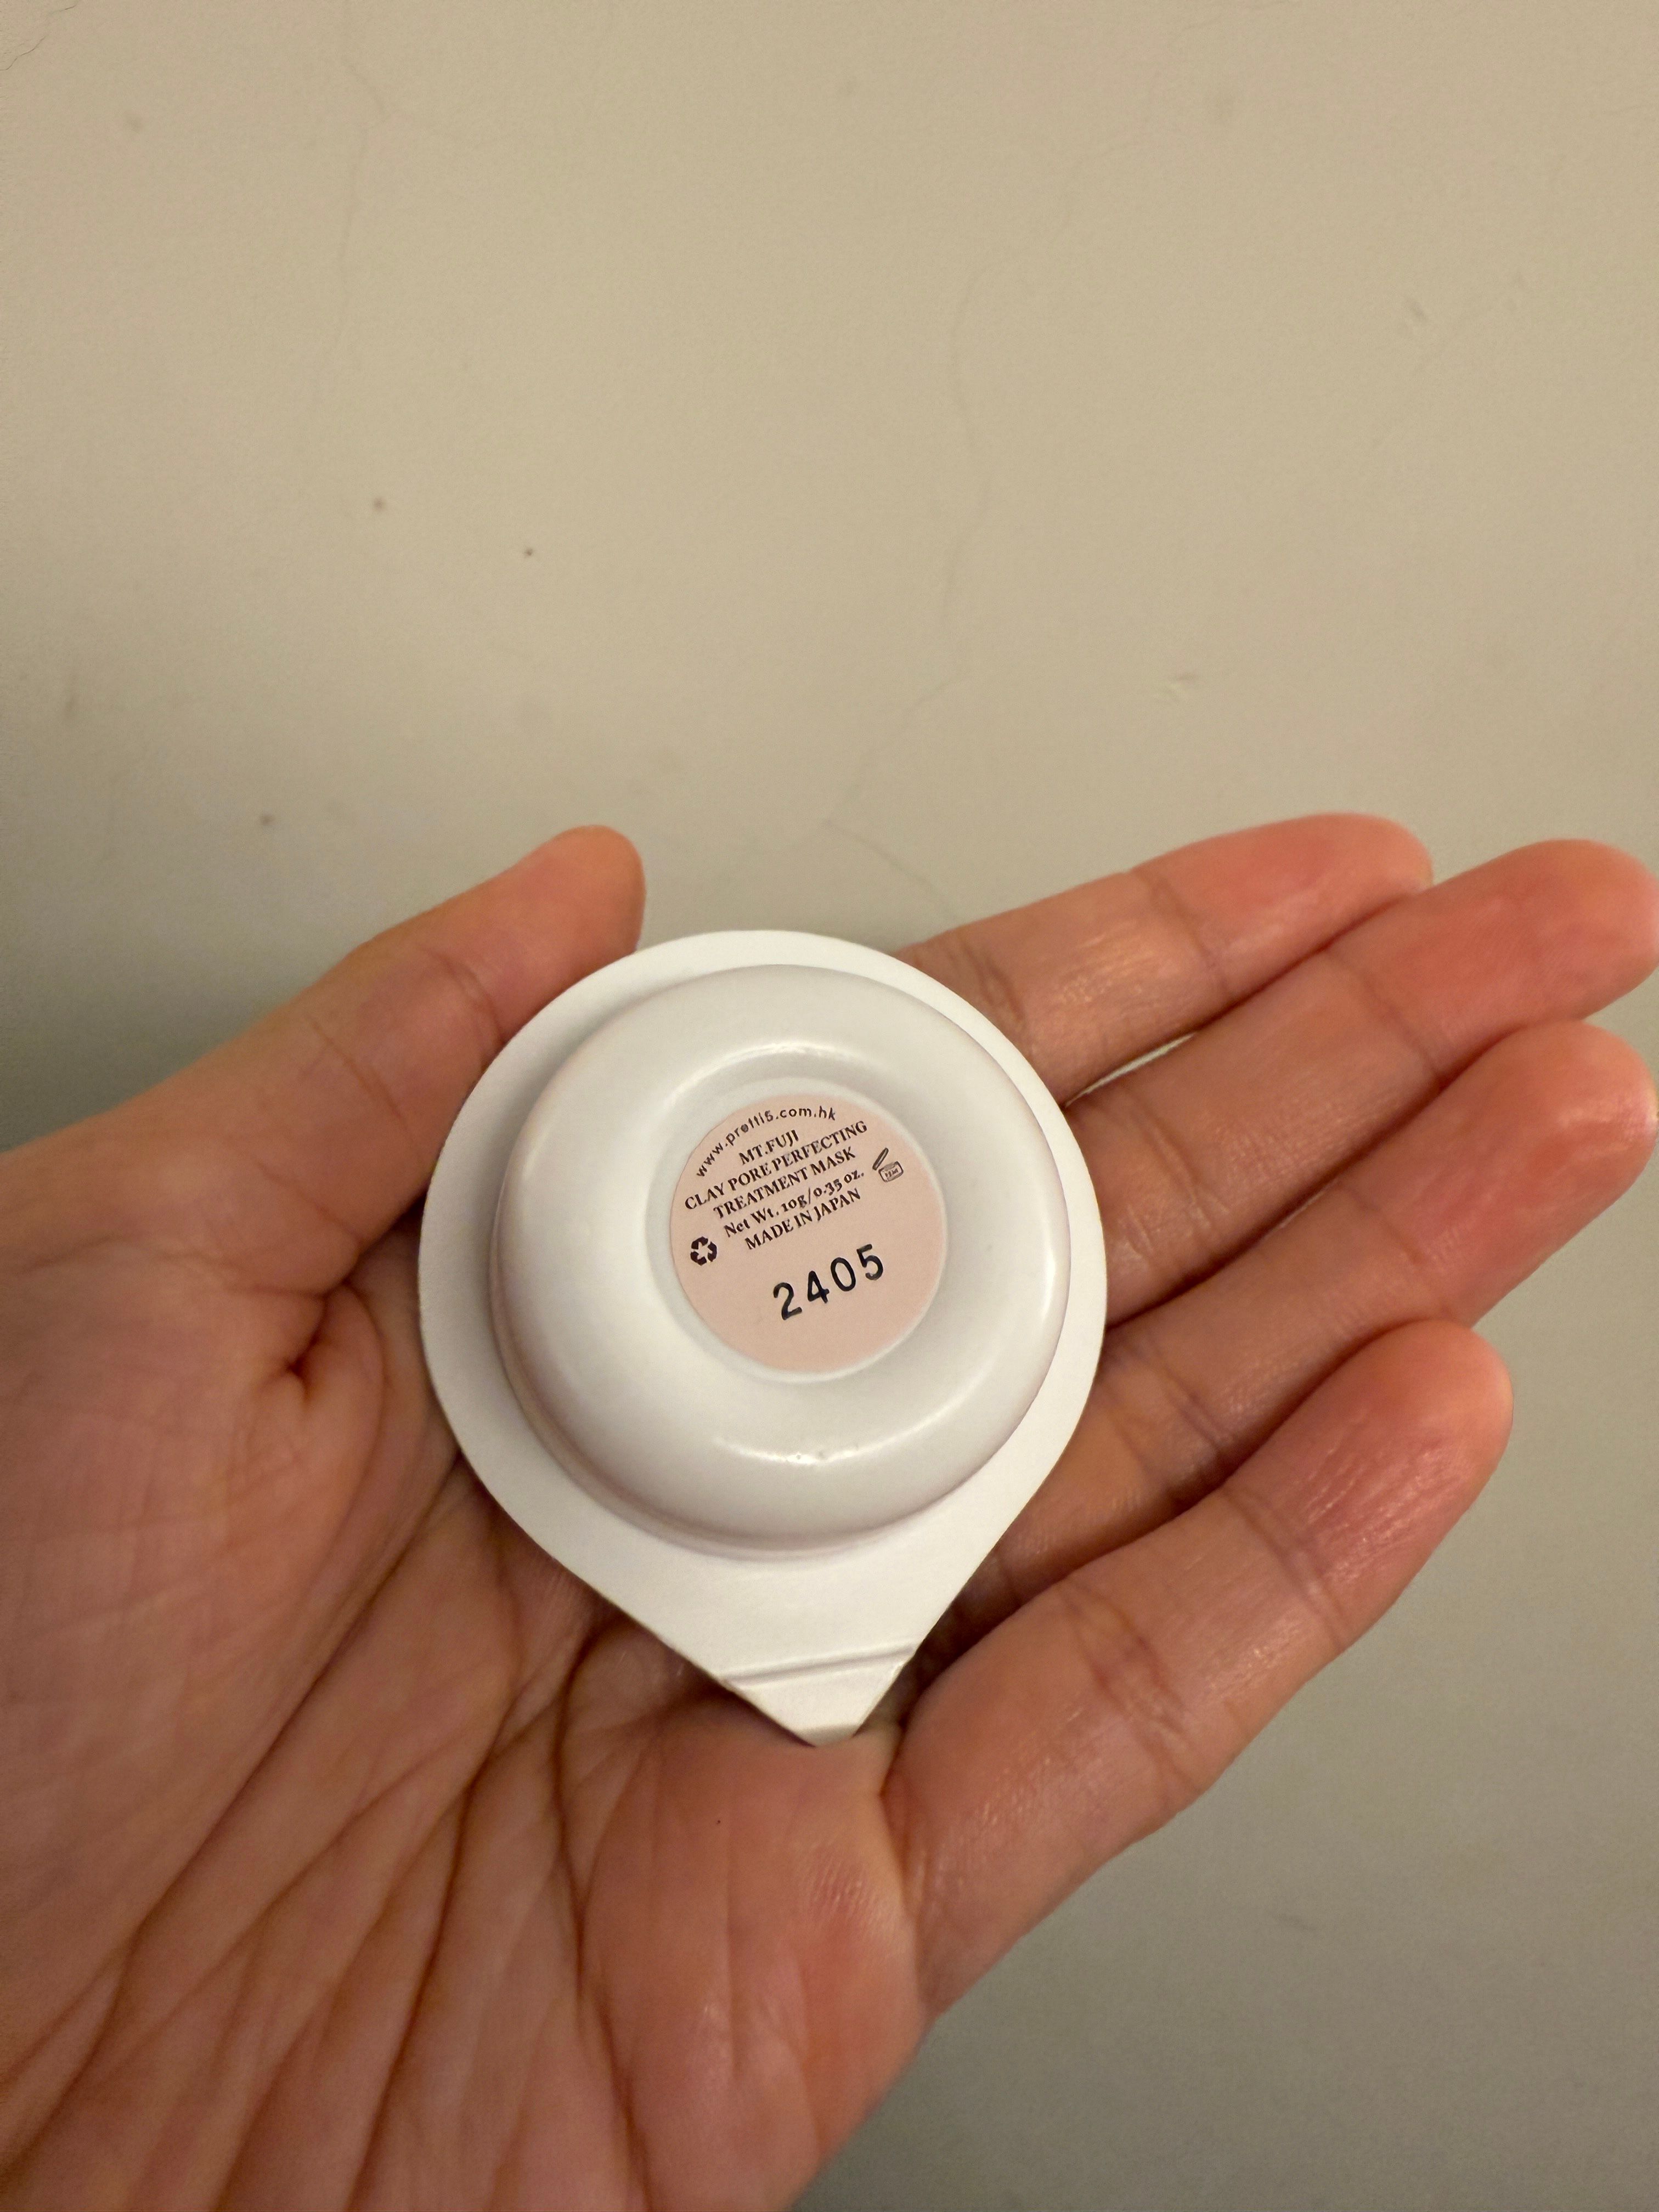 www.pretti5.com.hk
MT.FUJI
CLAY PORE PERFECTING
TREATMENT MASK
Net Wt. 10g/0.35 oz.
MADE IN JAPAN
12M
2405